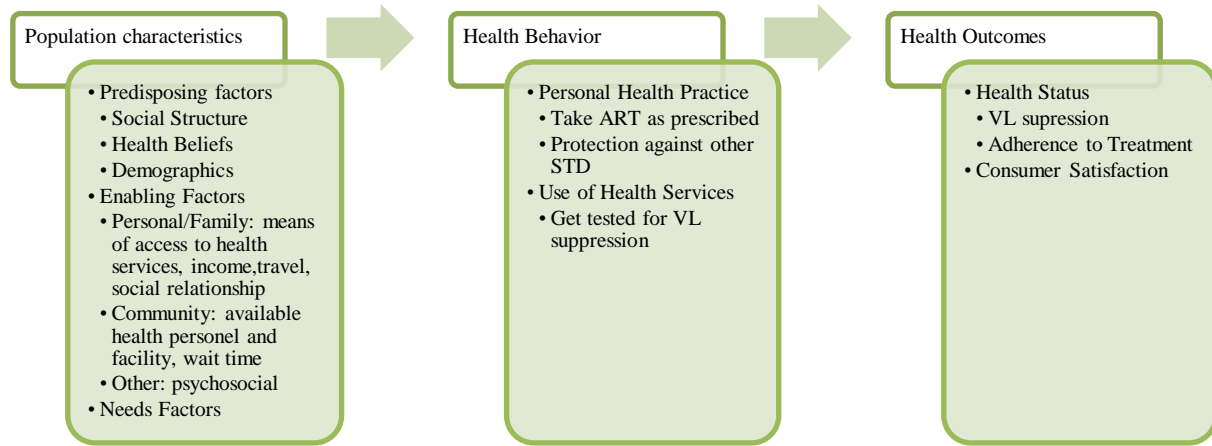 Population characteristics
• Predisposing factors
• Social Structure
• Health Beliefs
• Demographics
• Enabling Factors
• Personal/Family: means
of access to health
services, income,travel,
social relationship
• Community: available
health personel and
facility, wait time
• Other: psychosocial
• Needs Factors
Health Behavior
• Personal Health Practice
• Take ART as prescribed
• Protection against other
STD
• Use of Health Services
• Get tested for VL
suppression
Health Outcomes
• Health Status
• VL supression
• Adherence to Treatment
• Consumer Satisfaction